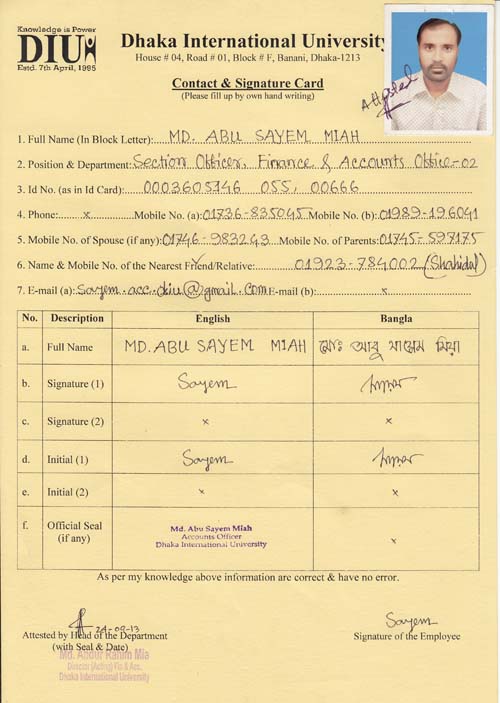 Knowledge is Power
DIU
Estd. 7th April, 1995
Dhaka International University
House # 04, Road # 01, Block # F, Banani, Dhaka-1213
Contact & Signature Card
(Please fill up by own hand writing)
Attested
1. Full Name (In Block Letter): MD. ABU SAYEM MIAH
2. Position & Department: Section Officer, Finance & Accounts Office-02
3. Id No. (as in Id Card): 0003605746 055, 00666
4. Phone: x Mobile No. (a): 01736-835045 Mobile No. (b): 01989-196041
5. Mobile No. of Spouse (if any): 01746-983243 Mobile No. of Parents: 01745-597175
6. Name & Mobile No. of the Nearest Friend/Relative: 01923-784002 (Shahidal)
7. E-mail (a): Sayem.acc.diu@gmail.com E-mail (b): x
No. Description English Bangla
a. Full Name MD. ABU SAYEM MIAH মোঃ আবু সায়েম মিয়া
b. Signature (1) Sayem সায়েম
c. Signature (2) x x
d. Initial (1) Sayem সায়েম
e. Initial (2) x x
f. Official Seal (if any) Md. Abu Sayem Miah x
Accounts Officer
Dhaka International University
As per my knowledge above information are correct & have no error.
24-09-13 Sayem
Attested by Head of the Department Signature of the Employee
(with Seal & Date)
Md. Abdur Rahim Mia
Director (Acting) Fin & Acc.
Dhaka International University